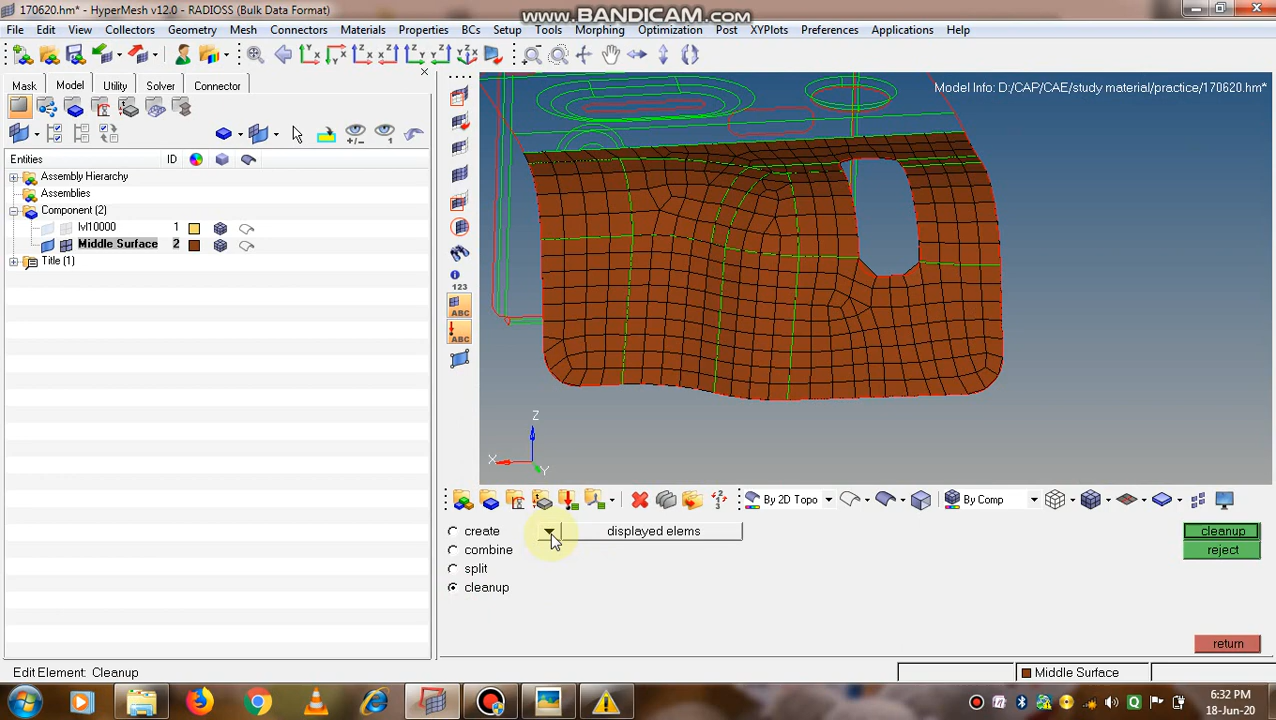 170620.hm* - HyperMesh v12.0 - RADIOSS (Bulk Data Format)
www.BANDICAM.com
File Edit View Collectors Geometry Mesh Connectors Materials Properties BCs Setup Tools Morphing Optimization Post XYPlots Preferences Applications Help
Mask Model Utility Solver Connector
Model Info: D:/CAP/CAE/study material/practice/170620.hm*
Entities ID
Assembly Hierarchy
Assemblies
Component (2)
lvl10000 1
Middle Surface 2
Title (1)
123
ABC
ABC
Z
X
Y
By 2D Topo
By Comp
create
displayed elems
cleanup
combine
reject
split
cleanup
return
Edit Element: Cleanup
Middle Surface
6:32 PM
18-Jun-20